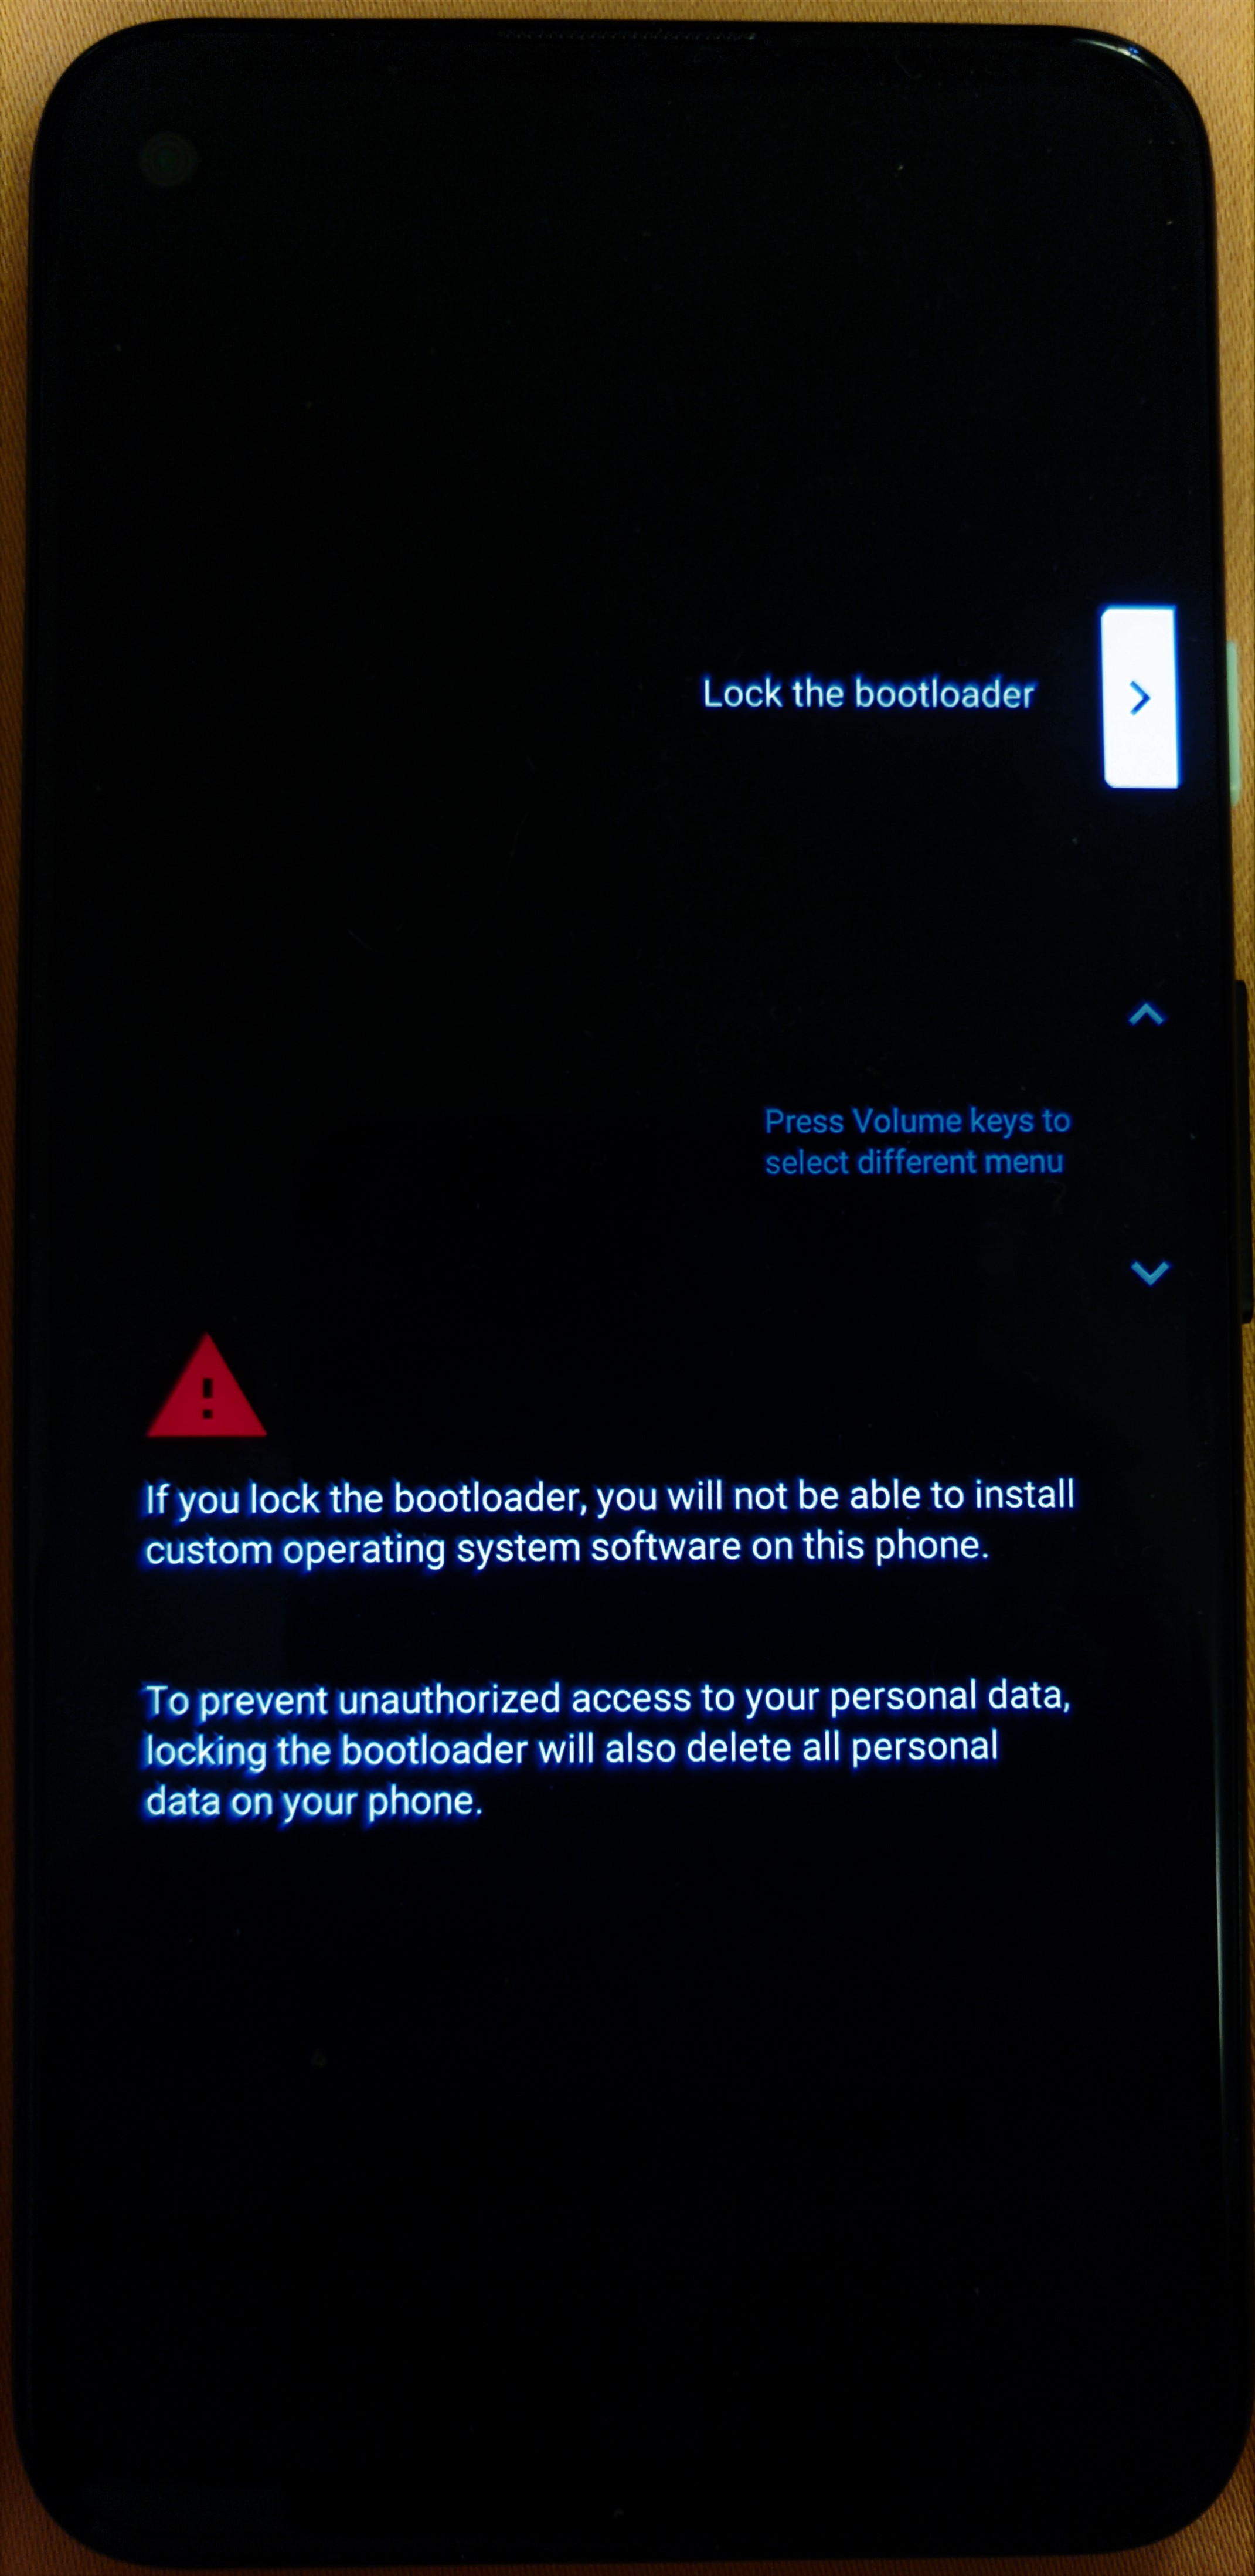 Lock the bootloader
Press Volume keys to
select different menu
If you lock the bootloader, you will not be able to install
custom operating system software on this phone.
To prevent unauthorized access to your personal data,
locking the bootloader will also delete all personal
data on your phone.